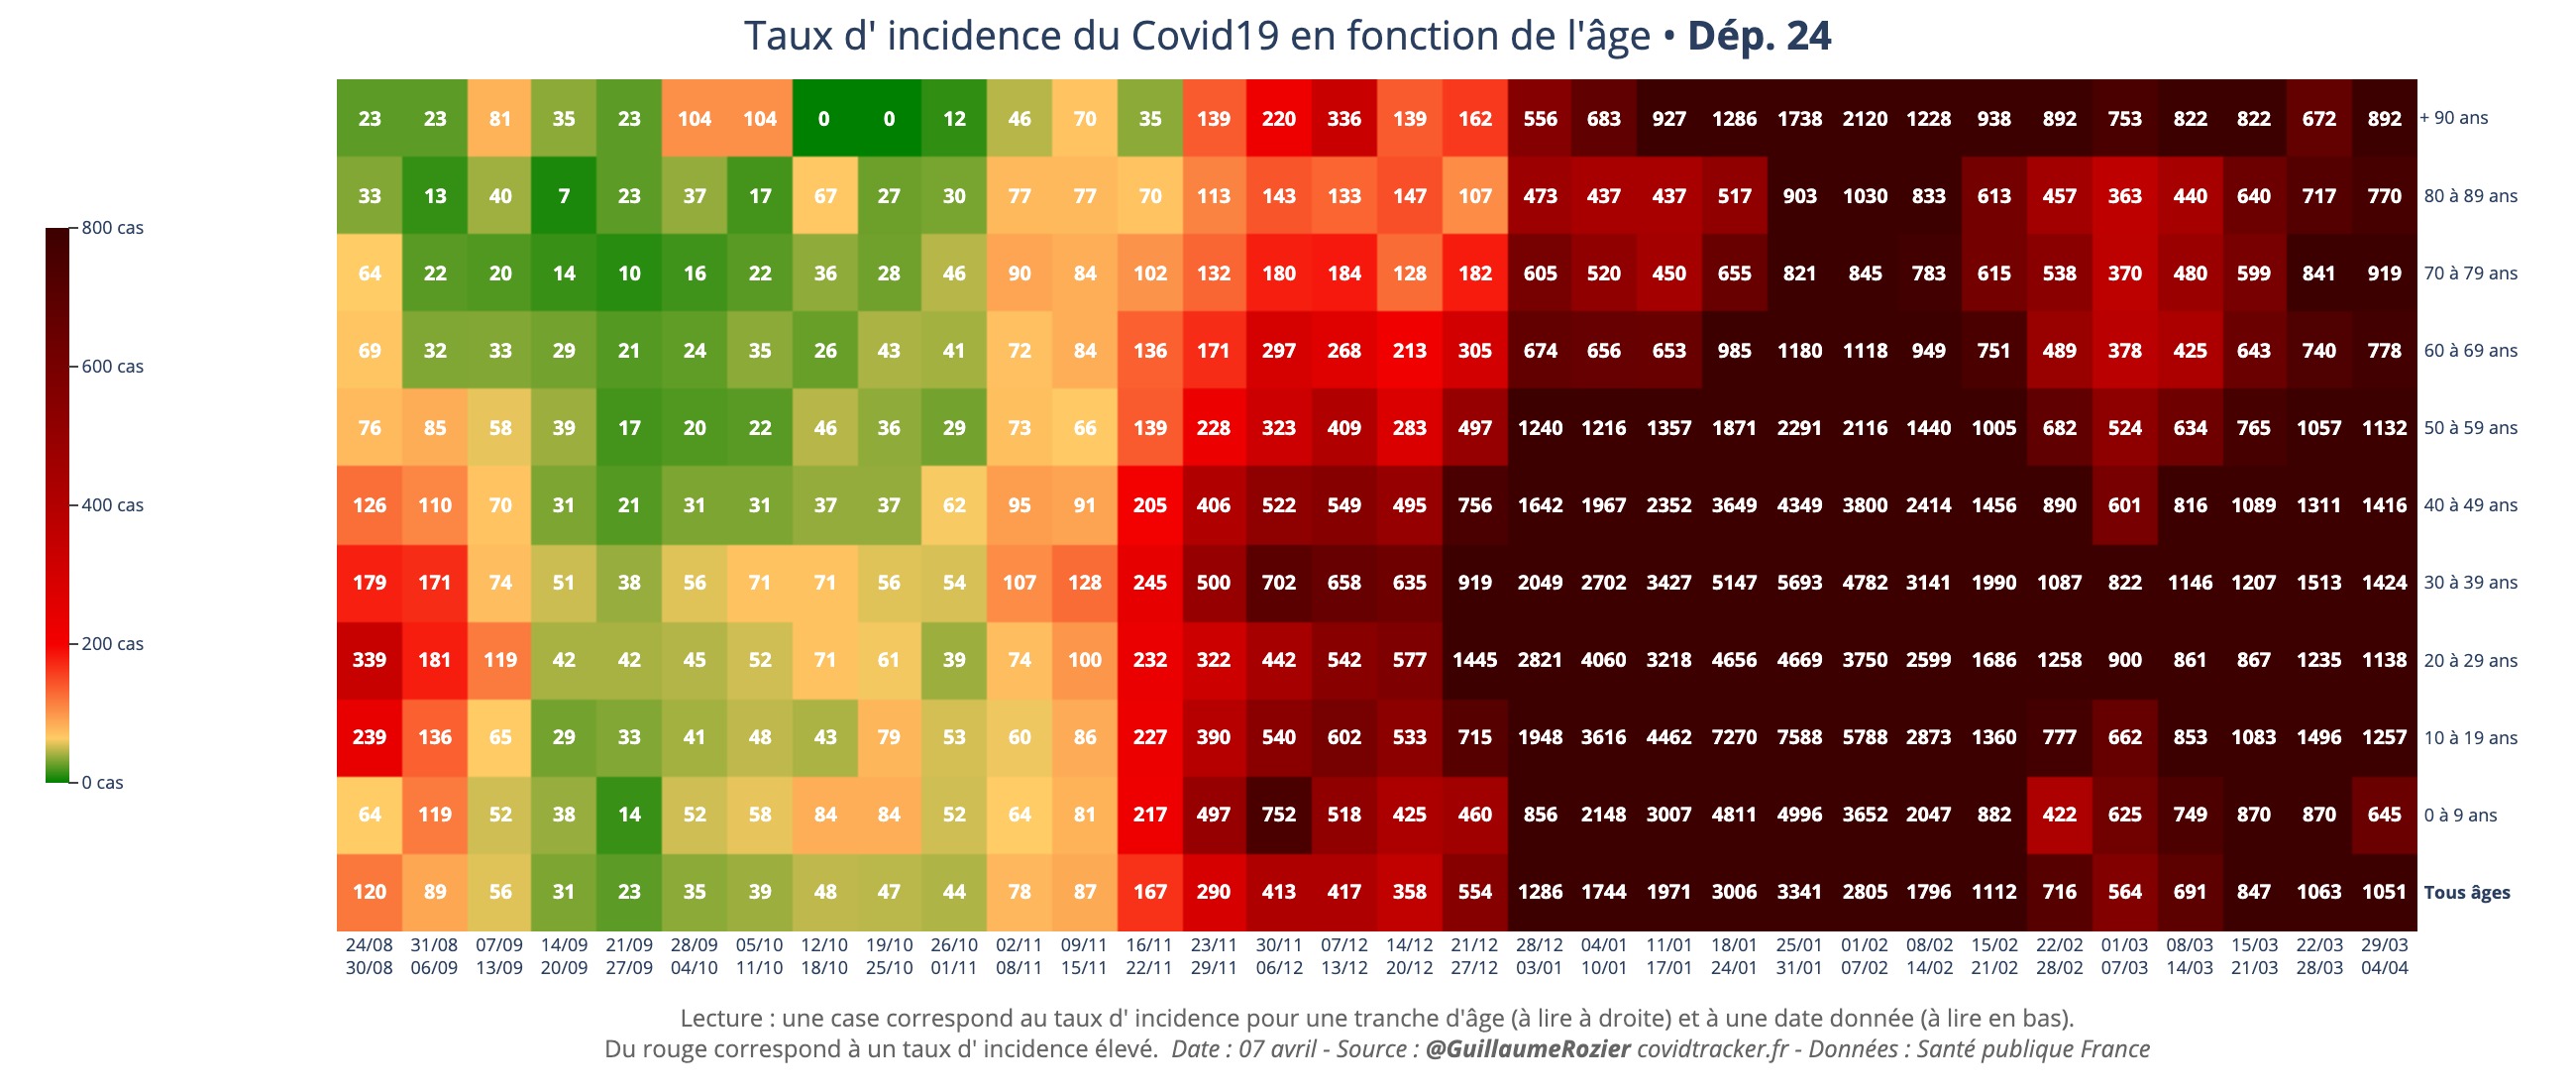 Taux d' incidence du Covid19 en fonction de l'âge • Dép. 24
23 23 81 35 23 104 104 0 0 12 46 70 35 139 220 336 139 162 556 683 927 1286 1738 2120 1228 938 892 753 822 822 672 892 + 90 ans
33 13 40 7 23 37 17 67 27 30 77 77 70 113 143 133 147 107 473 437 437 517 903 1030 833 613 457 363 440 640 717 770 80 à 89 ans
64 22 20 14 10 16 22 36 28 46 90 84 102 132 180 184 128 182 605 520 450 655 821 845 783 615 538 370 480 599 841 919 70 à 79 ans
69 32 33 29 21 24 35 26 43 41 72 84 136 171 297 268 213 305 674 656 653 985 1180 1118 949 751 489 378 425 643 740 778 60 à 69 ans
76 85 58 39 17 20 22 46 36 29 73 66 139 228 323 409 283 497 1240 1216 1357 1871 2291 2116 1440 1005 682 524 634 765 1057 1132 50 à 59 ans
126 110 70 31 21 31 31 37 37 62 95 91 205 406 522 549 495 756 1642 1967 2352 3649 4349 3800 2414 1456 890 601 816 1089 1311 1416 40 à 49 ans
179 171 74 51 38 56 71 71 56 54 107 128 245 500 702 658 635 919 2049 2702 3427 5147 5693 4782 3141 1990 1087 822 1146 1207 1513 1424 30 à 39 ans
339 181 119 42 42 45 52 71 61 39 74 100 232 322 442 542 577 1445 2821 4060 3218 4656 4669 3750 2599 1686 1258 900 861 867 1235 1138 20 à 29 ans
239 136 65 29 33 41 48 43 79 53 60 86 227 390 540 602 533 715 1948 3616 4462 7270 7588 5788 2873 1360 777 662 853 1083 1496 1257 10 à 19 ans
64 119 52 38 14 52 58 84 84 52 64 81 217 497 752 518 425 460 856 2148 3007 4811 4996 3652 2047 882 422 625 749 870 870 645 0 à 9 ans
120 89 56 31 23 35 39 48 47 44 78 87 167 290 413 417 358 554 1286 1744 1971 3006 3341 2805 1796 1112 716 564 691 847 1063 1051 Tous âges
24/08 31/08 07/09 14/09 21/09 28/09 05/10 12/10 19/10 26/10 02/11 09/11 16/11 23/11 30/11 07/12 14/12 21/12 28/12 04/01 11/01 18/01 25/01 01/02 08/02 15/02 22/02 01/03 08/03 15/03 22/03 29/03
30/08 06/09 13/09 20/09 27/09 04/10 11/10 18/10 25/10 01/11 08/11 15/11 22/11 29/11 06/12 13/12 20/12 27/12 03/01 10/01 17/01 24/01 31/01 07/02 14/02 21/02 28/02 07/03 14/03 21/03 28/03 04/04
800 cas
600 cas
400 cas
200 cas
0 cas
Lecture : une case correspond au taux d' incidence pour une tranche d'âge (à lire à droite) et à une date donnée (à lire en bas).
Du rouge correspond à un taux d' incidence élevé. Date : 07 avril - Source : @GuillaumeRozier covidtracker.fr - Données : Santé publique France